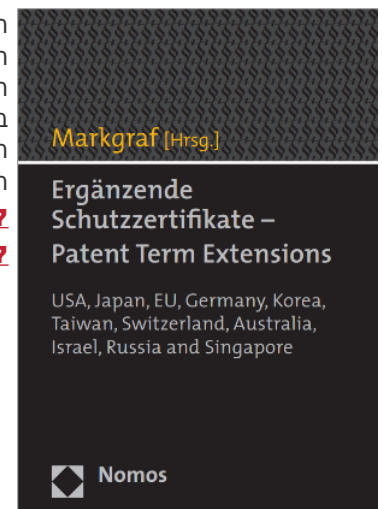 Markgraf [Hrsg.]
Ergänzende
Schutzzertifikate –
Patent Term Extensions
USA, Japan, EU, Germany, Korea,
Taiwan, Switzerland, Australia,
Israel, Russia and Singapore
Nomos